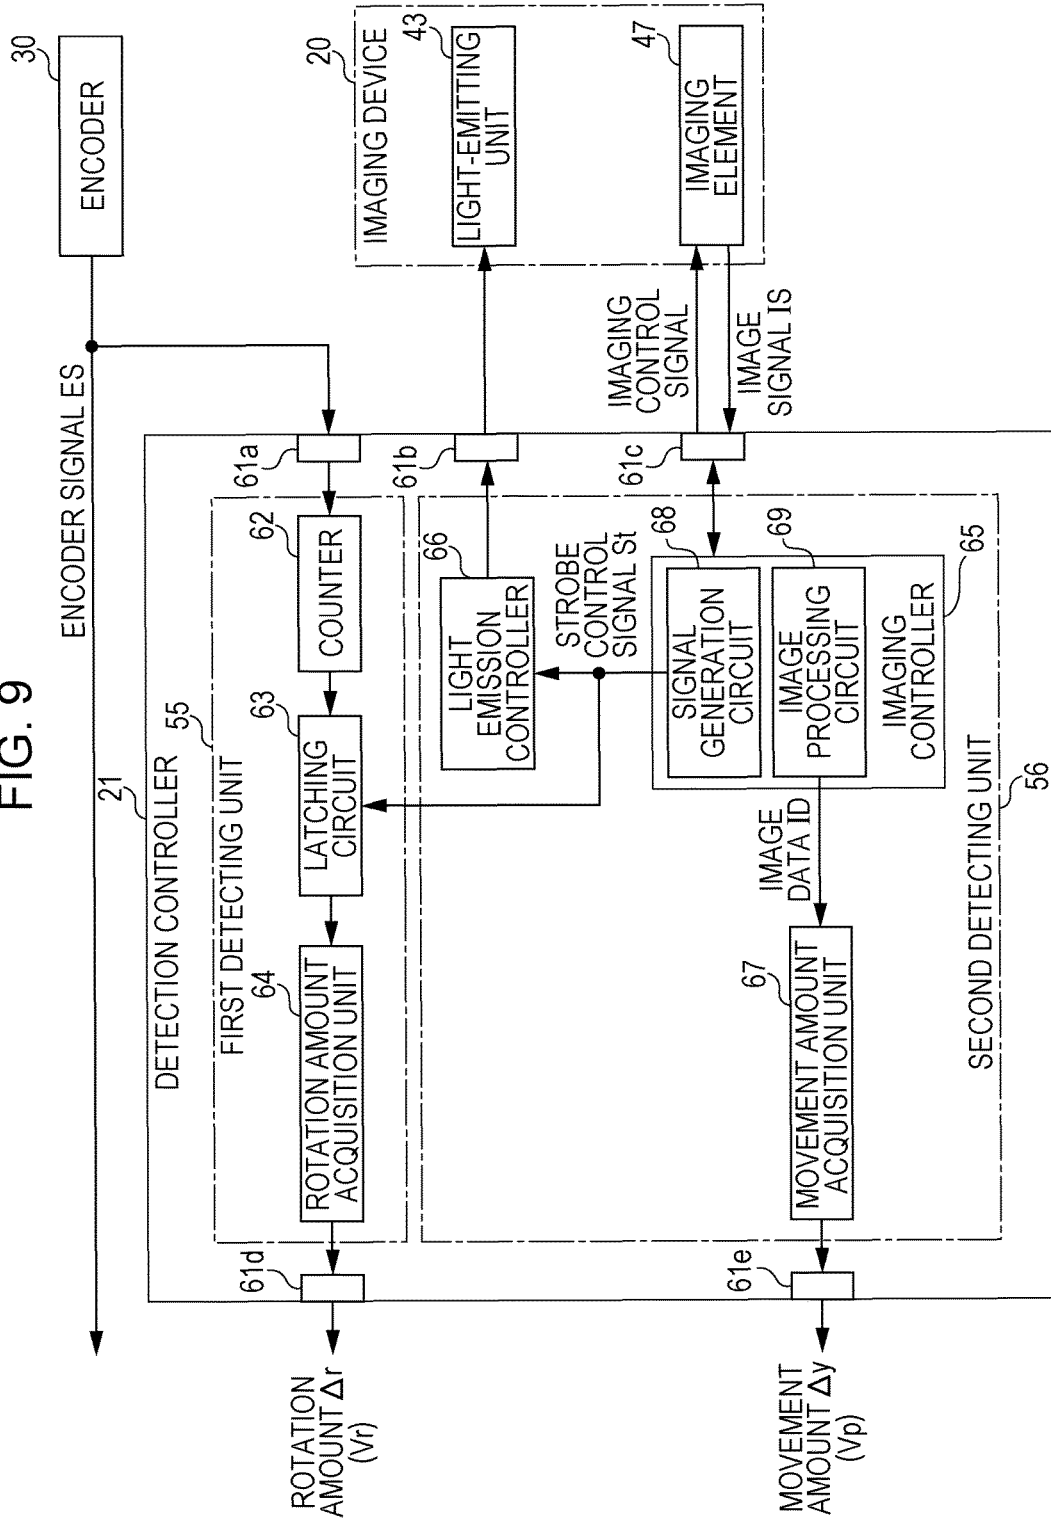 FIG. 9
30
ENCODER
ENCODER SIGNAL ES
20
IMAGING DEVICE
43
LIGHT-EMITTING
UNIT
47
IMAGING
ELEMENT
IMAGING
CONTROL
SIGNAL
IMAGE
SIGNAL IS
21
DETECTION CONTROLLER
61a
61b
61c
55
FIRST DETECTING UNIT
62
COUNTER
63
LATCHING
CIRCUIT
64
ROTATION AMOUNT
ACQUISITION UNIT
61d
ROTATION
AMOUNT Δr
(Vr)
66
LIGHT
EMISSION
CONTROLLER
STROBE
CONTROL
SIGNAL St
68
SIGNAL
GENERATION
CIRCUIT
69
IMAGE
PROCESSING
CIRCUIT
65
IMAGING
CONTROLLER
IMAGE
DATA ID
67
MOVEMENT AMOUNT
ACQUISITION UNIT
SECOND DETECTING UNIT
56
61e
MOVEMENT
AMOUNT Δy
(Vp)